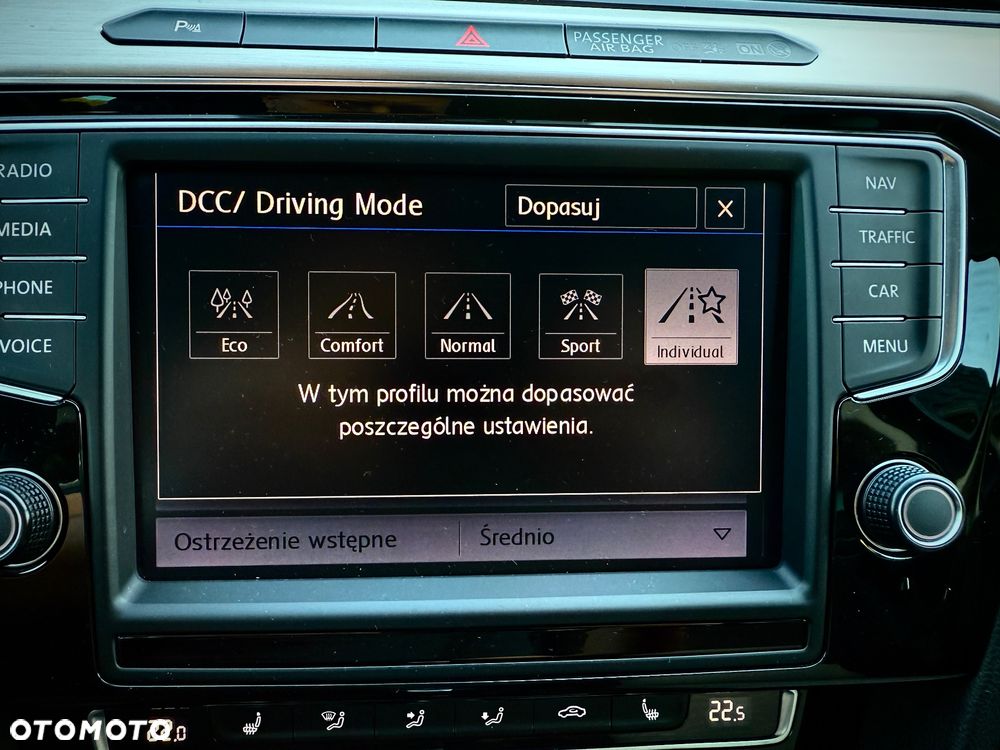 P
PASSENGER
AIR BAG
OFF
ON
RADIO
MEDIA
PHONE
VOICE
DCC/ Driving Mode
Dopasuj
X
Eco
Comfort
Normal
Sport
Individual
W tym profilu można dopasować
poszczególne ustawienia.
Ostrzeżenie wstępne
Średnio
NAV
TRAFFIC
CAR
MENU
OTOMOTO
22.5